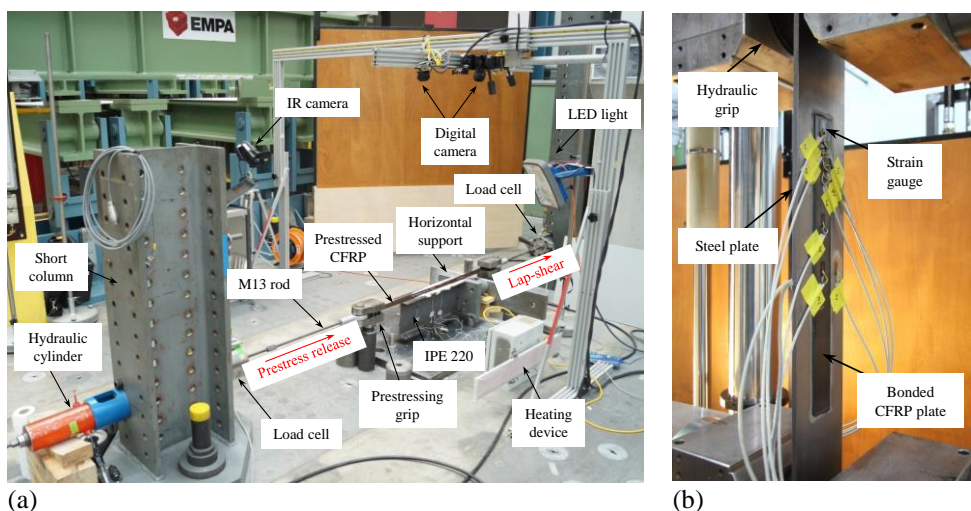 EMPA
IR camera
Digital
camera
LED light
Load cell
Horizontal
support
Prestressed
CFRP
Short
column
M13 rod
Lap-shear
Prestress release
Hydraulic
cylinder
IPE 220
Prestressing
grip
Load cell
Heating
device
(a)
Hydraulic
grip
Strain
gauge
Steel plate
Bonded
CFRP plate
(b)